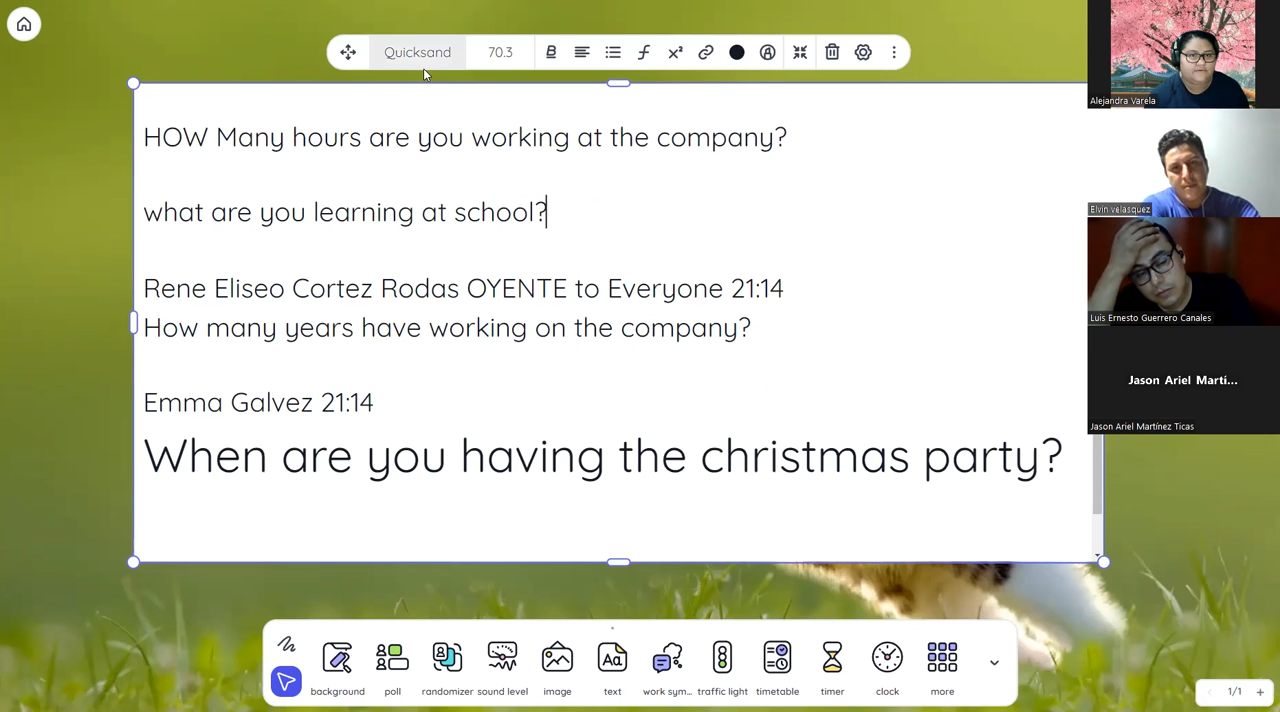 Quicksand
70.3
B
HOW Many hours are you working at the company?
what are you learning at school?
Rene Eliseo Cortez Rodas OYENTE to Everyone 21:14
How many years have working on the company?
Emma Galvez 21:14
When are you having the christmas party?
Alejandra Varela
Elvin velasquez
Luis Ernesto Guerrero Canales
Jason Ariel Martí...
Jason Ariel Martínez Ticas
background
poll
randomizer
sound level
image
text
work sym...
traffic light
timetable
timer
clock
more
1/1